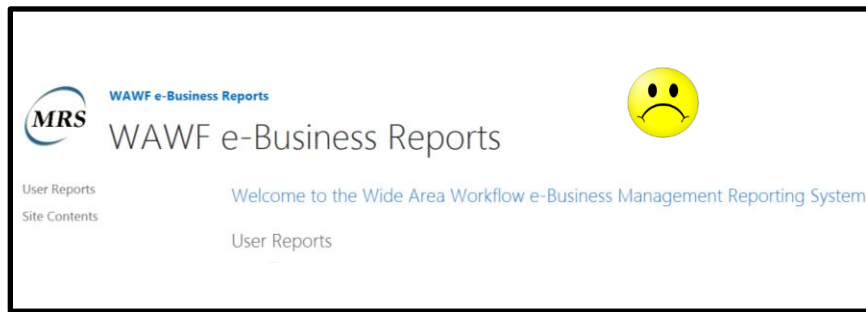 WAWF e-Business Reports
MRS
WAWF e-Business Reports
User Reports
Welcome to the Wide Area Workflow e-Business Management Reporting System
Site Contents
User Reports